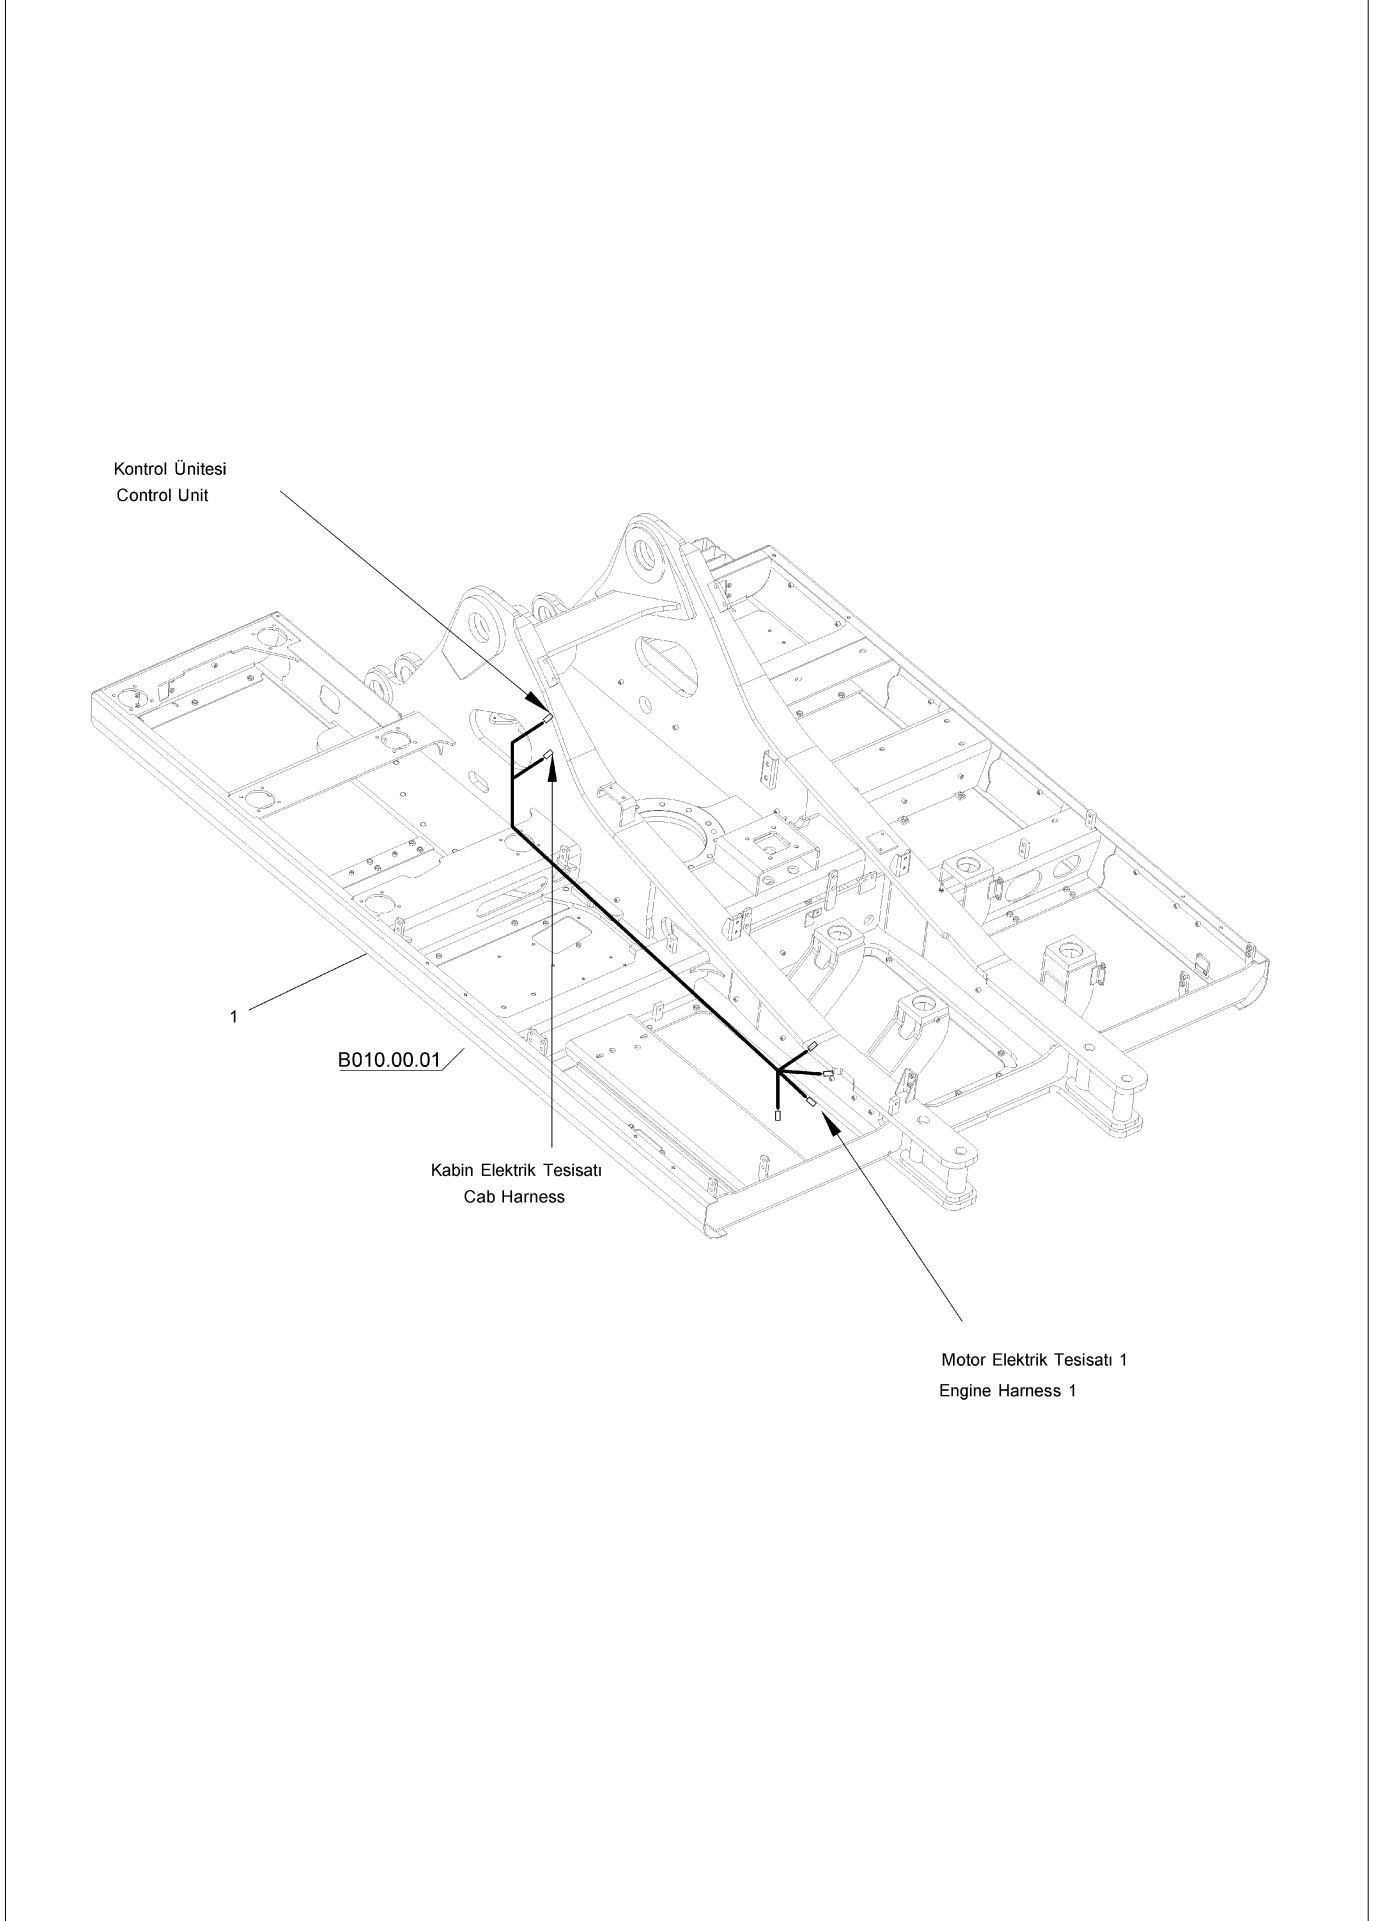 Kontrol Ünitesi
Control Unit
1
B010.00.01
Kabin Elektrik Tesisatı
Cab Harness
Motor Elektrik Tesisatı 1
Engine Harness 1